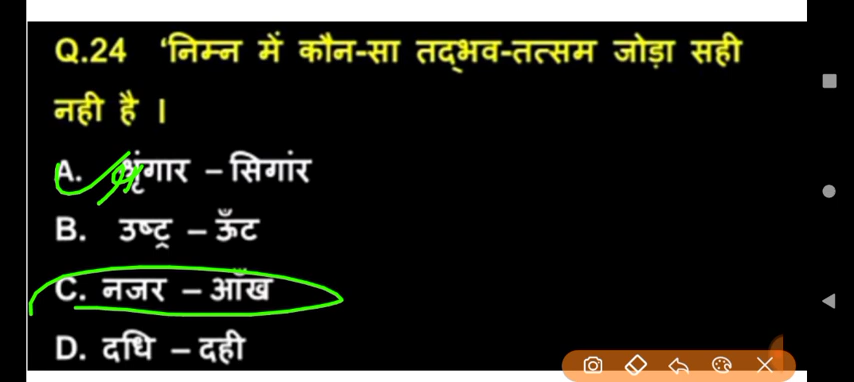 Q.24 ‘निम्न में कौन-सा तद्भव-तत्सम जोड़ा सही
नही है ।
A. श्रृंगार – सिगांर
B. उष्ट्र – ऊँट
C. नजर – आँख
D. दधि – दही